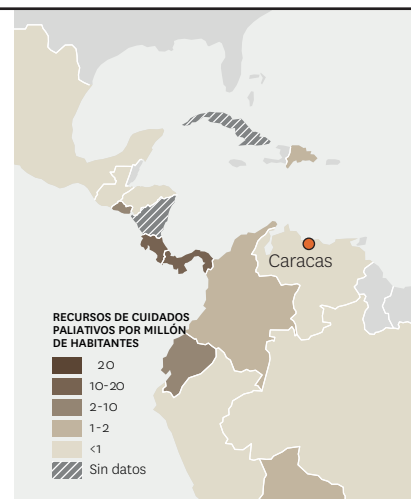 Caracas
RECURSOS DE CUIDADOS
PALIATIVOS POR MILLÓN
DE HABITANTES
20
10-20
2-10
1-2
<1
Sin datos